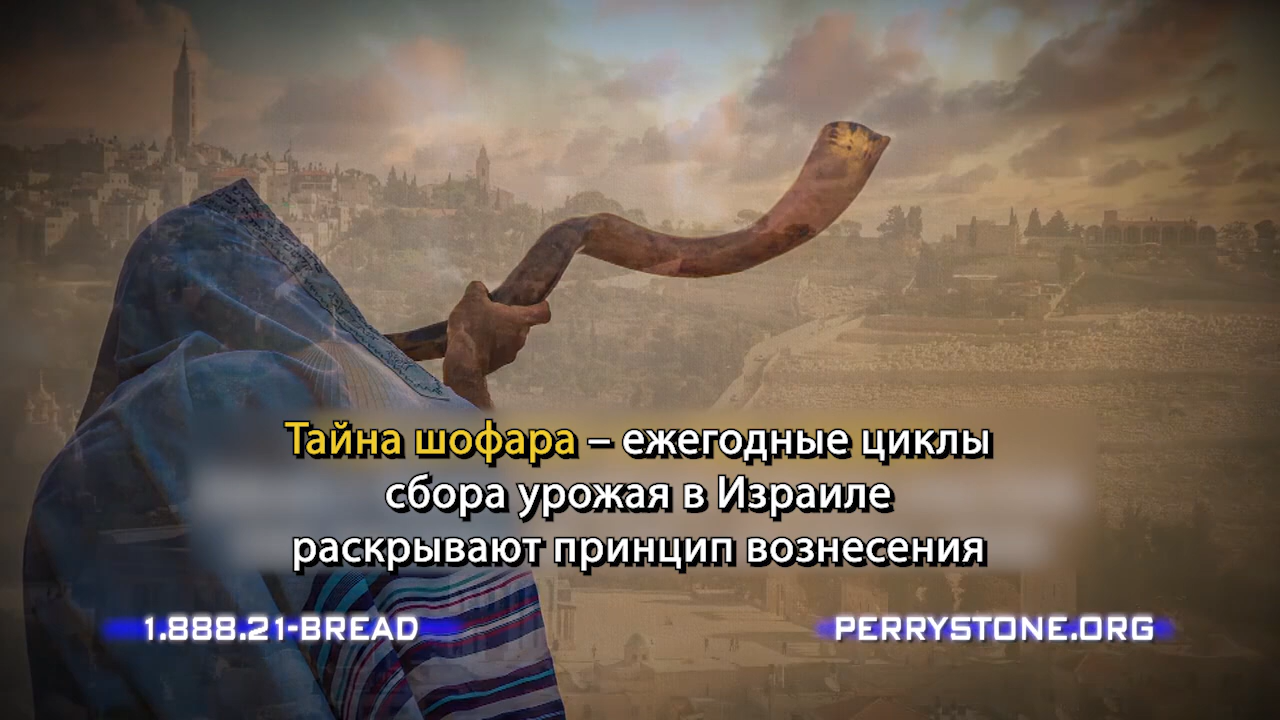 Тайна шофара – ежегодные циклы
сбора урожая в Израиле
раскрывают принцип вознесения
1.888.21-BREAD
PERRYSTONE.ORG